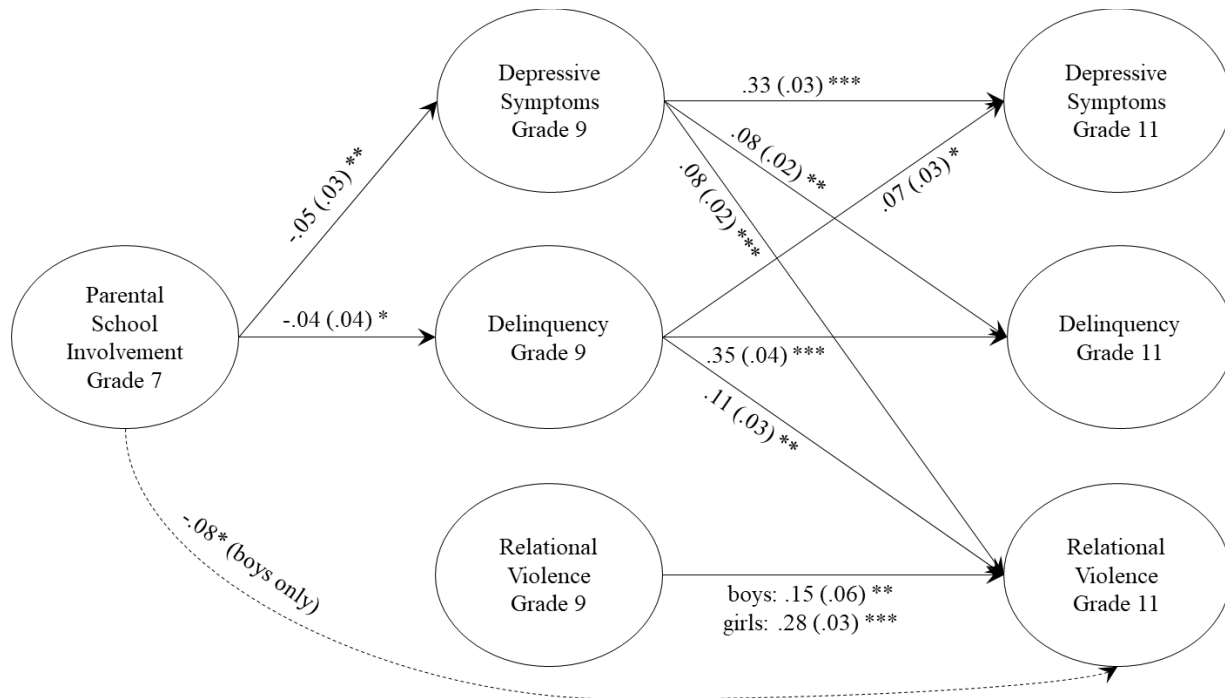 Depressive
Symptoms
Grade 9
Depressive
Symptoms
Grade 11
.33 (.03) ***
.08 (.02) **
.08 (.02) ***
.07 (.03) *
-.05 (.03) **
Parental
School
Involvement
Grade 7
-.04 (.04) *
Delinquency
Grade 9
Delinquency
Grade 11
.35 (.04) ***
.11 (.03) **
-.08* (boys only)
Relational
Violence
Grade 9
Relational
Violence
Grade 11
boys: .15 (.06) **
girls: .28 (.03) ***